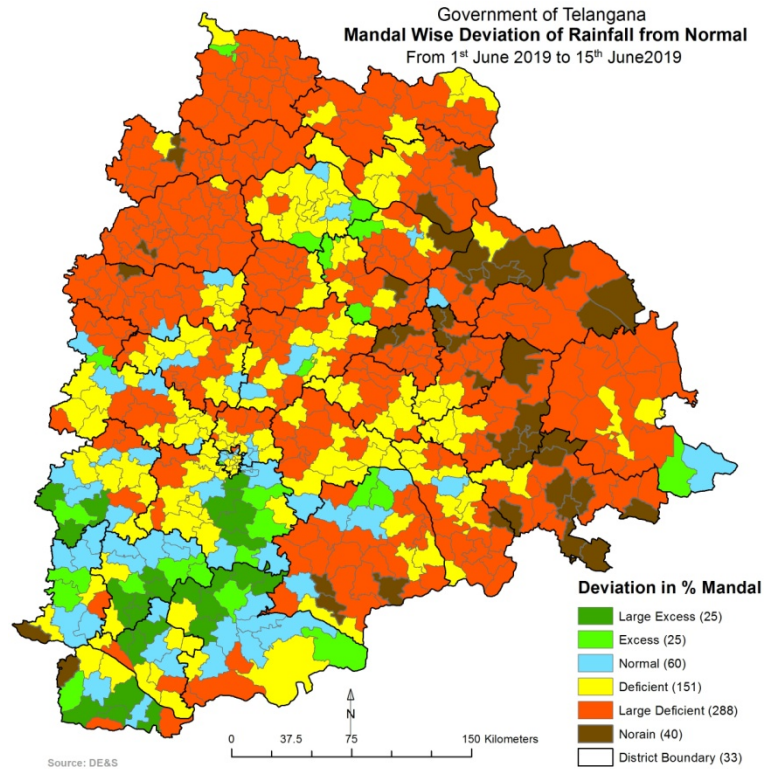 Government of Telangana
Mandal Wise Deviation of Rainfall from Normal
From 1st June 2019 to 15th June2019
Deviation in % Mandal
Large Excess (25)
Excess (25)
Normal (60)
Deficient (151)
Large Deficient (288)
Norain (40)
District Boundary (33)
N
0 37.5 75 150 Kilometers
Source: DE&S